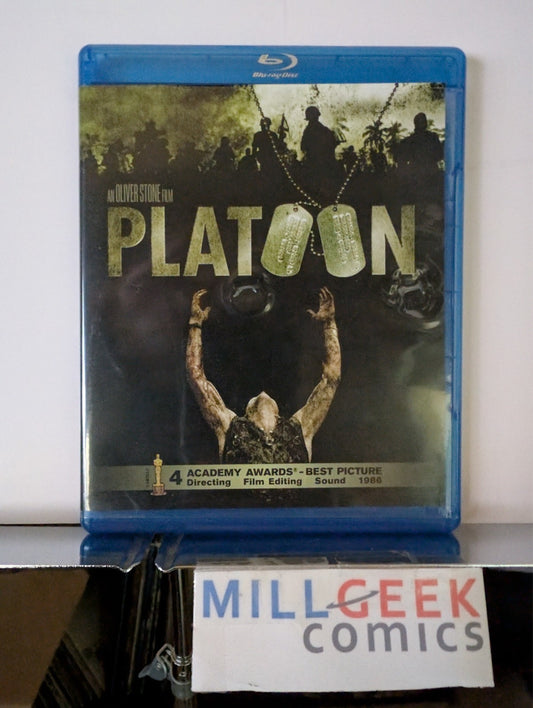 Blu-ray Disc
AN OLIVER STONE FILM
PLATOON
4 ACADEMY AWARDS® - BEST PICTURE
Directing Film Editing Sound 1986
MILLGEEK
COMICS